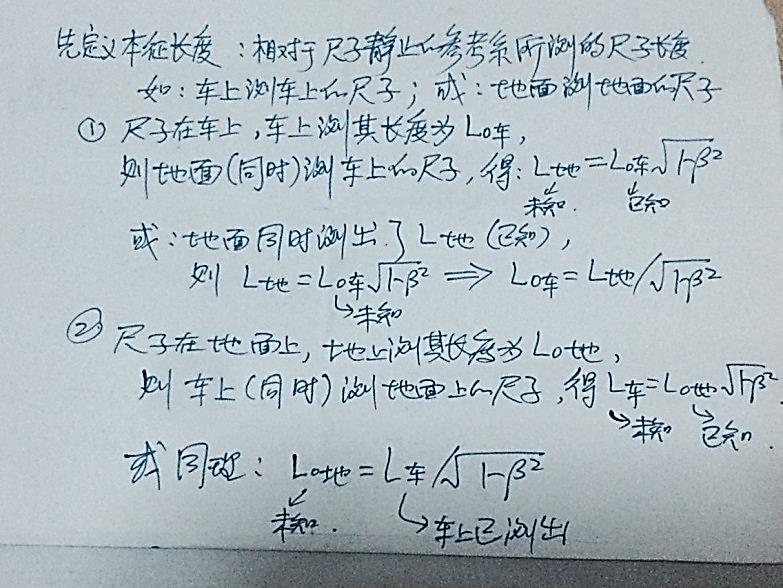 先定义本征长度：相对于尺子静止的参考系所测的尺子长度.
如：车上测车上的尺子；或：地面测地面的尺子
① 尺子在车上，车上测其长度为L0车，
则地面(同时)测车上的尺子，得：L地=L0车√1-β²
未知. 已知
或：地面同时测出了L地(已知)，
则 L地=L0车√1-β² ⟹ L0车=L地/√1-β²
↳未知
② 尺子在地面上，地上测其长度为L0地，
则 车上(同时)测地面上的尺子，得L车=L0地√1-β².
↳未知 已知.
或同理：L0地=L车/√1-β²
未知. ↳车上已测出